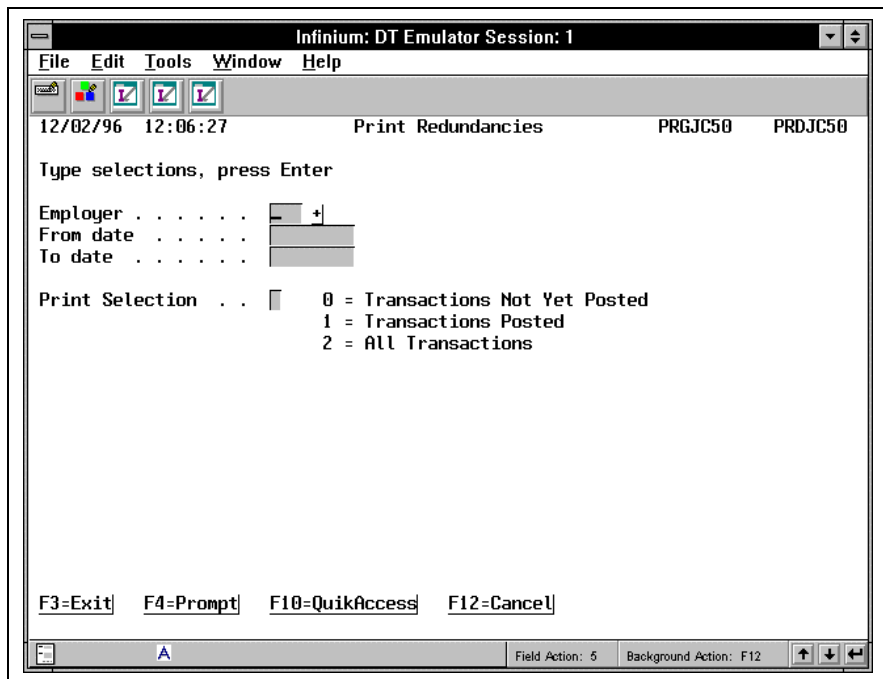 Infinium: DT Emulator Session: 1
File Edit Tools Window Help
12/02/96 12:06:27 Print Redundancies PRGJC50 PRDJC50
Type selections, press Enter
Employer . . . . . . _ +
From date . . . . .
To date . . . . . .
Print Selection . . 0 = Transactions Not Yet Posted
1 = Transactions Posted
2 = All Transactions
F3=Exit F4=Prompt F10=QuikAccess F12=Cancel
A Field Action: 5 Background Action: F12